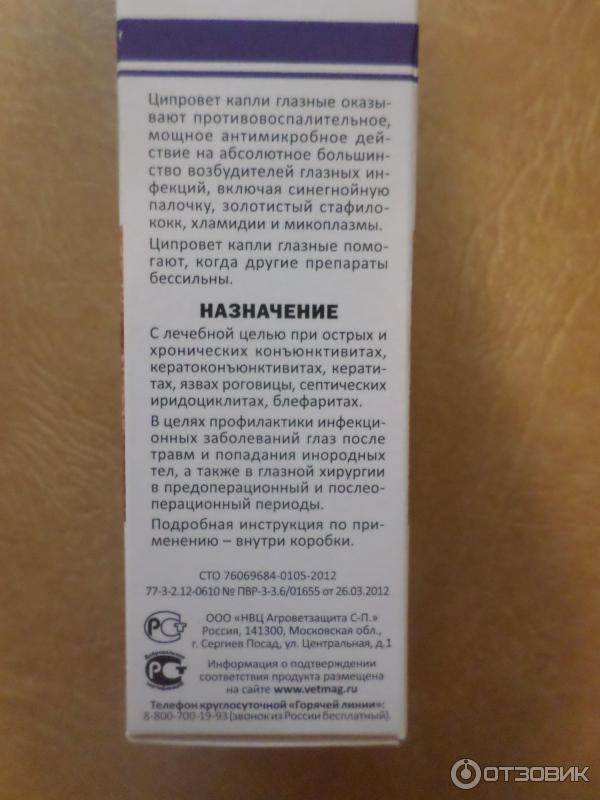 Ципровет капли глазные оказы-
вают противовоспалительное,
мощное антимикробное дей-
ствие на абсолютное большин-
ство возбудителей глазных ин-
фекций, включая синегнойную
палочку, золотистый стафило-
кокк, хламидии и микоплазмы.
Ципровет капли глазные помо-
гают, когда другие препараты
бессильны.
НАЗНАЧЕНИЕ
С лечебной целью при острых и
хронических конъюнктивитах,
кератоконъюнктивитах, керати-
тах, язвах роговицы, септических
иридоциклитах, блефаритах.
В целях профилактики инфекци-
онных заболеваний глаз после
травм и попадания инородных
тел, а также в глазной хирургии
в предоперационный и послео-
перационный периоды.
Подробная инструкция по при-
менению – внутри коробки.
СТО 76069684-0105-2012
77-3-2.12-0610 № ПВР-3-3.6/01655 от 26.03.2012
ООО «НВЦ Агроветзащита С-П.»
Россия, 141300, Московская обл.,
г. Сергиев Посад, ул. Центральная, д.1
Добровольная
сертификация
Информация о подтверждении
соответствия продукта размещена
на сайте www.vetmag.ru
Телефон круглосуточной «Горячей линии»:
8-800-700-19-93 (звонок из России бесплатный).
ОТЗОВИК